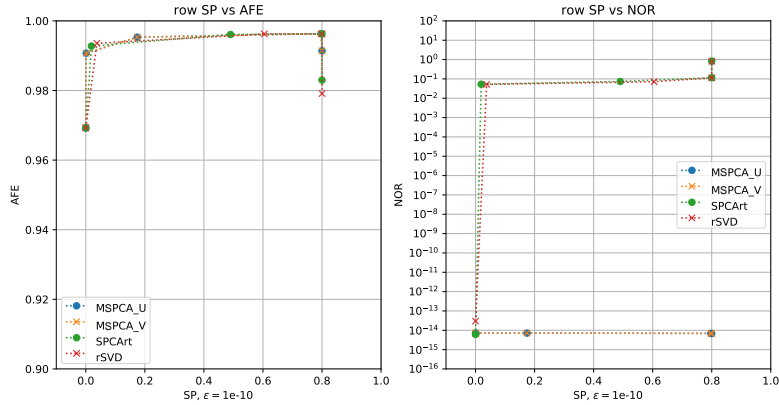 row SP vs AFE
1.00
0.98
0.96
0.94
0.92
0.90
AFE
MSPCA_U
MSPCA_V
SPCArt
rSVD
0.0 0.2 0.4 0.6 0.8 1.0
SP, ε = 1e-10
row SP vs NOR
10²
10¹
10⁰
10⁻¹
10⁻²
10⁻³
10⁻⁴
10⁻⁵
10⁻⁶
10⁻⁷
10⁻⁸
10⁻⁹
10⁻¹⁰
10⁻¹¹
10⁻¹²
10⁻¹³
10⁻¹⁴
10⁻¹⁵
10⁻¹⁶
NOR
MSPCA_U
MSPCA_V
SPCArt
rSVD
0.0 0.2 0.4 0.6 0.8 1.0
SP, ε = 1e-10